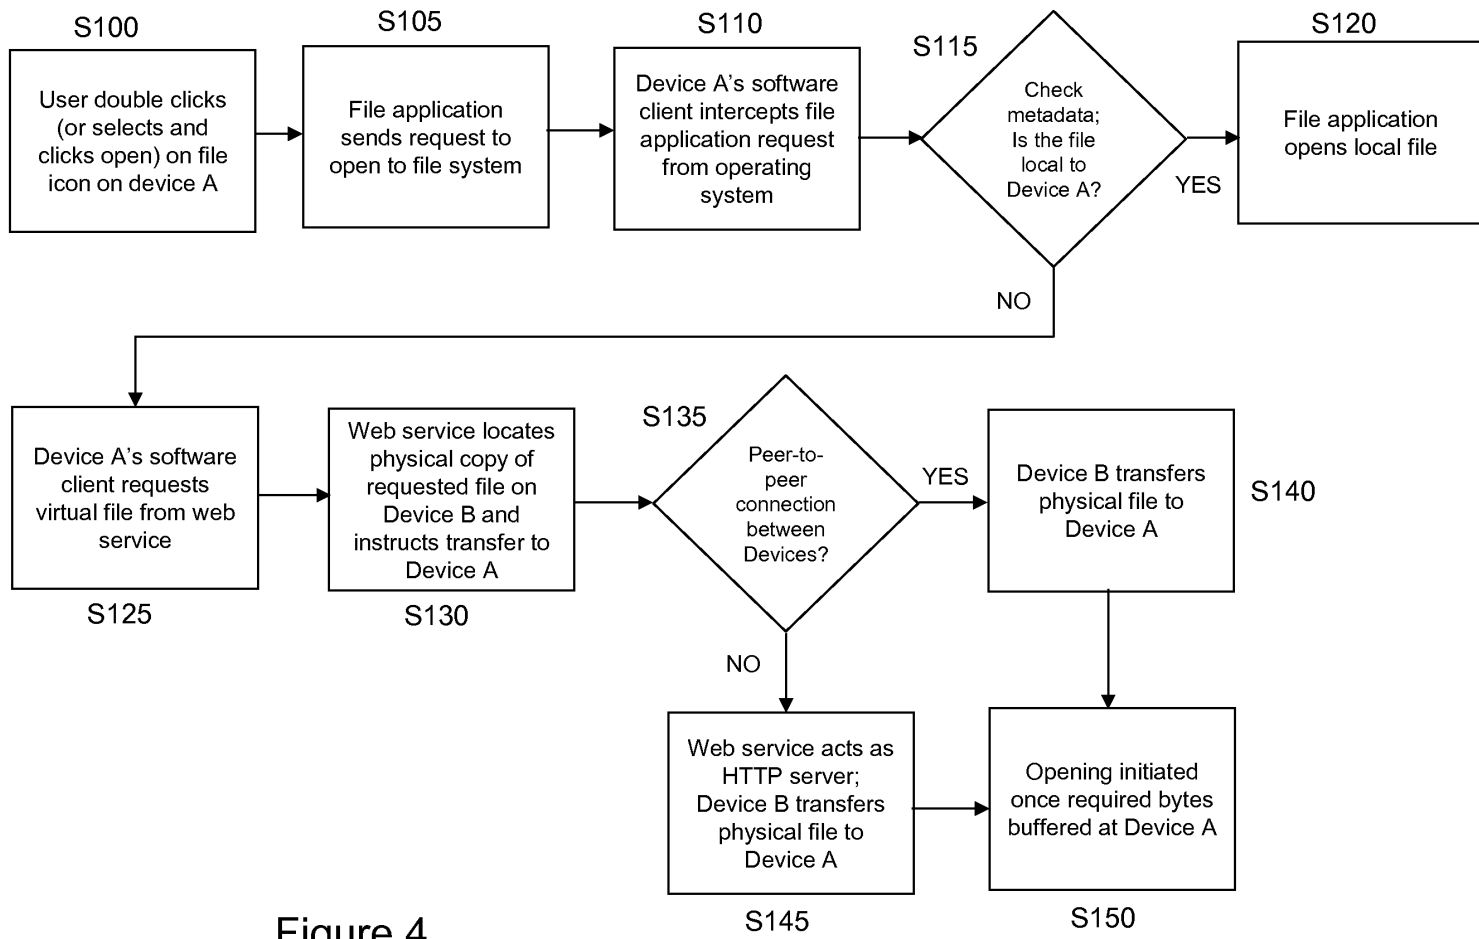 S100
User double clicks
(or selects and
clicks open) on file
icon on device A
S105
File application
sends request to
open to file system
S110
Device A's software
client intercepts file
application request
from operating
system
S115
Check
metadata;
Is the file
local to
Device A?
YES
S120
File application
opens local file
NO
Device A's software
client requests
virtual file from web
service
S125
Web service locates
physical copy of
requested file on
Device B and
instructs transfer to
Device A
S130
S135
Peer-to-
peer
connection
between
Devices?
YES
Device B transfers
physical file to
Device A
S140
NO
Web service acts as
HTTP server;
Device B transfers
physical file to
Device A
S145
Opening initiated
once required bytes
buffered at Device A
S150
Figure 4